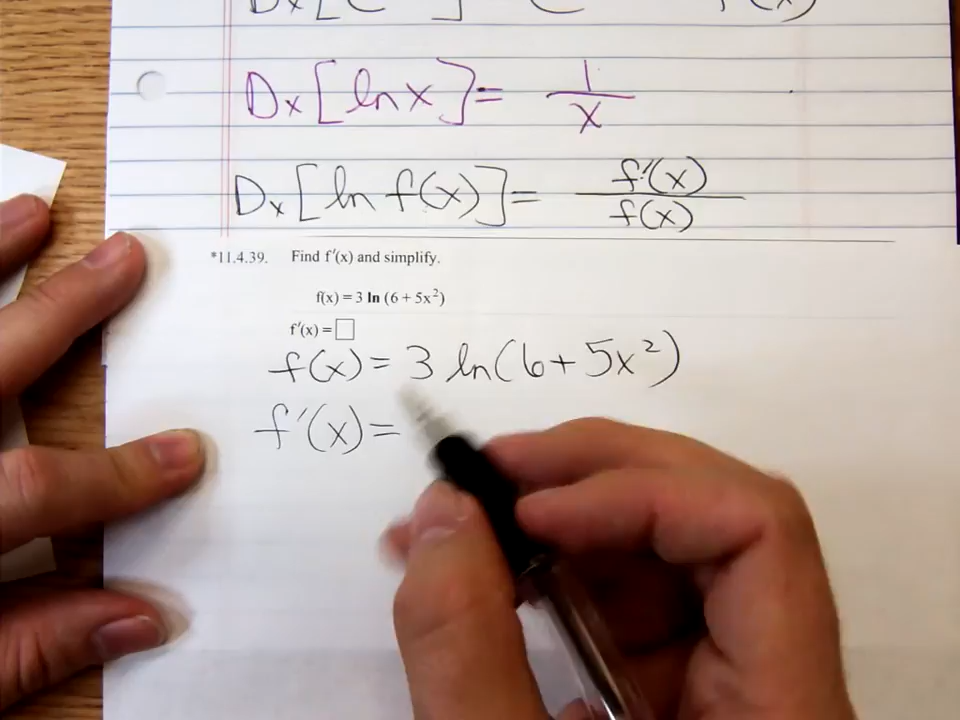 Dx [ln x] = 1/x
Dx [ln f(x)] = f'(x)/f(x)
*11.4.39. Find f′(x) and simplify.
f(x) = 3 ln (6 + 5x²)
f′(x) = □
f(x) = 3 ln(6 + 5x²)
f'(x) =